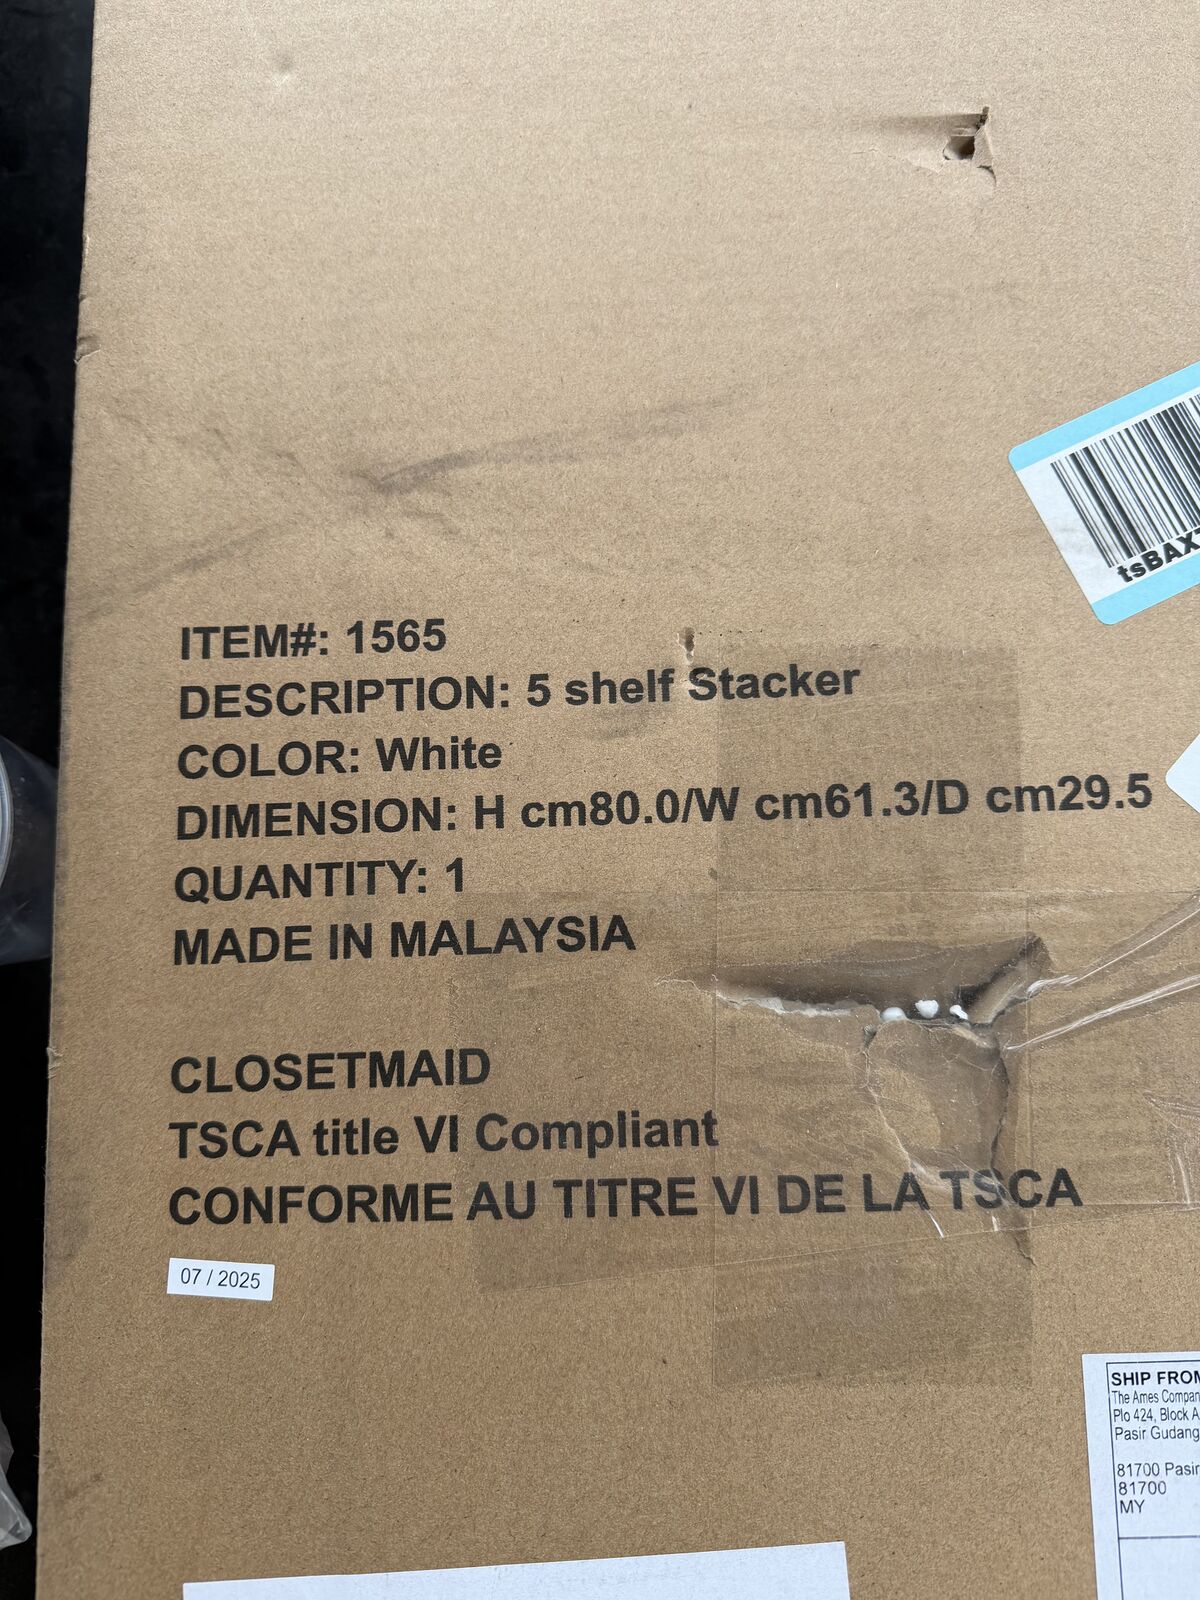 tsBAX
ITEM#: 1565
DESCRIPTION: 5 shelf Stacker
COLOR: White
DIMENSION: H cm80.0/W cm61.3/D cm29.5
QUANTITY: 1
MADE IN MALAYSIA
CLOSETMAID
TSCA title VI Compliant
CONFORME AU TITRE VI DE LA TSCA
07 / 2025
SHIP FROM
The Ames Compan
Plo 424, Block A
Pasir Gudang
81700 Pasir
81700
MY